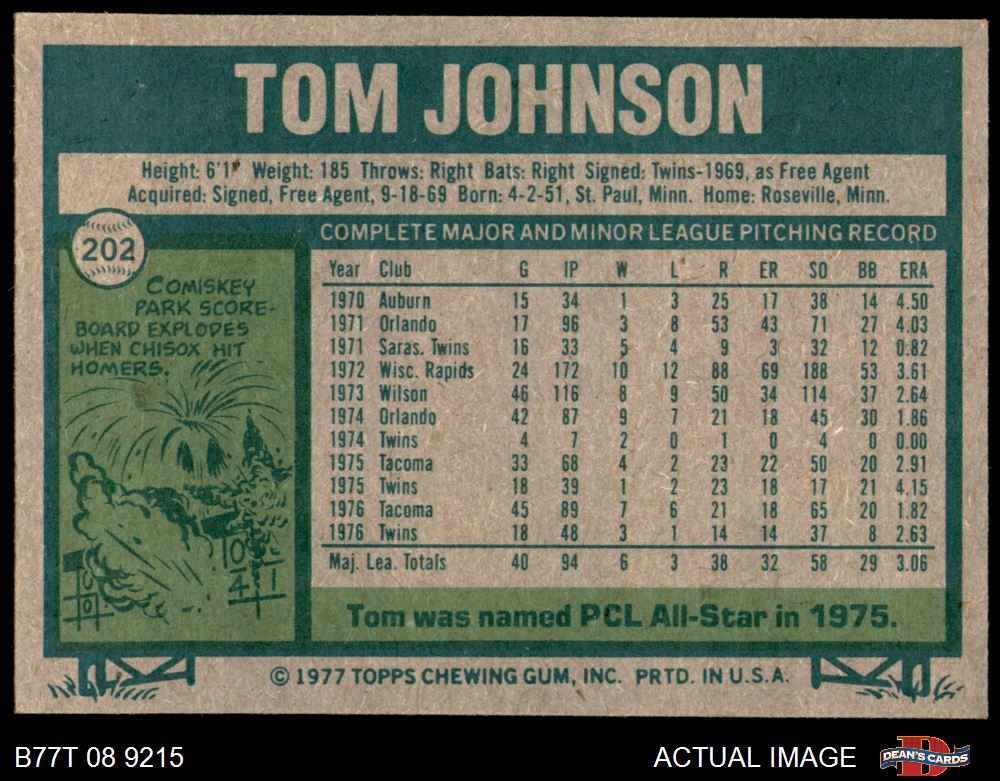 TOM JOHNSON
Height: 6'1" Weight: 185 Throws: Right Bats: Right Signed: Twins-1969, as Free Agent
Acquired: Signed, Free Agent, 9-18-69 Born: 4-2-51, St. Paul, Minn. Home: Roseville, Minn.
202
COMISKEY
PARK SCORE-
BOARD EXPLODES
WHEN CHISOX HIT
HOMERS.
0
0
4 1
COMPLETE MAJOR AND MINOR LEAGUE PITCHING RECORD
Year Club G IP W L R ER SO BB ERA
1970 Auburn 15 34 1 3 25 17 38 14 4.50
1971 Orlando 17 96 3 8 53 43 71 27 4.03
1971 Saras. Twins 16 33 5 4 9 3 32 12 0.82
1972 Wisc. Rapids 24 172 10 12 88 69 188 53 3.61
1973 Wilson 46 116 8 9 50 34 114 37 2.64
1974 Orlando 42 87 9 7 21 18 45 30 1.86
1974 Twins 4 7 2 0 1 0 4 0 0.00
1975 Tacoma 33 68 4 2 23 22 50 20 2.91
1975 Twins 18 39 1 2 23 18 17 21 4.15
1976 Tacoma 45 89 7 6 21 18 65 20 1.82
1976 Twins 18 48 3 1 14 14 37 8 2.63
Maj. Lea. Totals 40 94 6 3 38 32 58 29 3.06
Tom was named PCL All-Star in 1975.
© 1977 TOPPS CHEWING GUM, INC. PRTD. IN U.S.A.
B77T 08 9215
ACTUAL IMAGE
DEAN'S CARDS